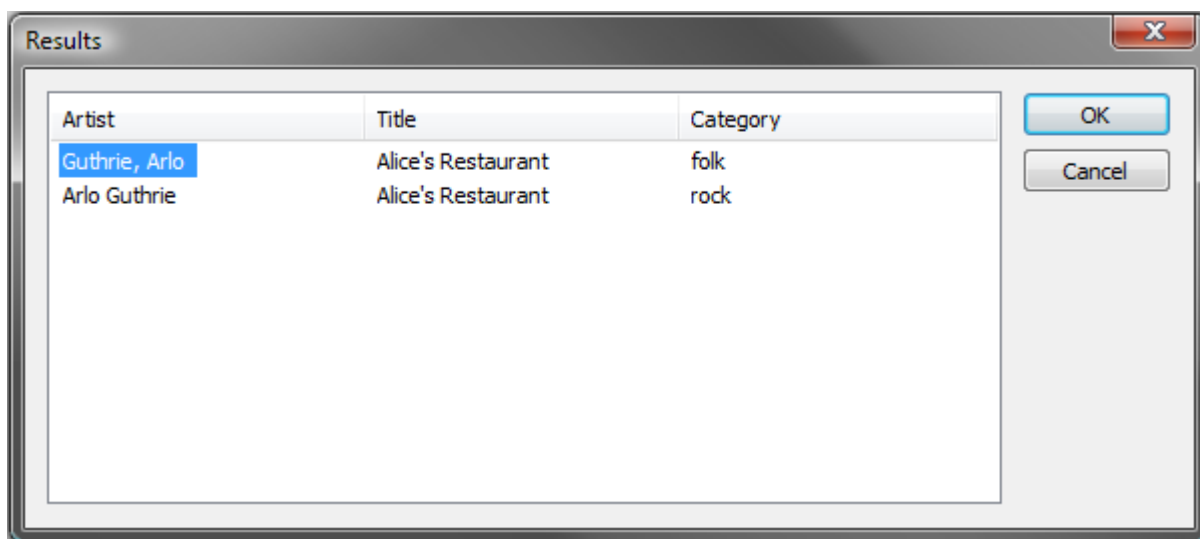 Results
Artist Title Category
Guthrie, Arlo Alice's Restaurant folk
Arlo Guthrie Alice's Restaurant rock
OK
Cancel